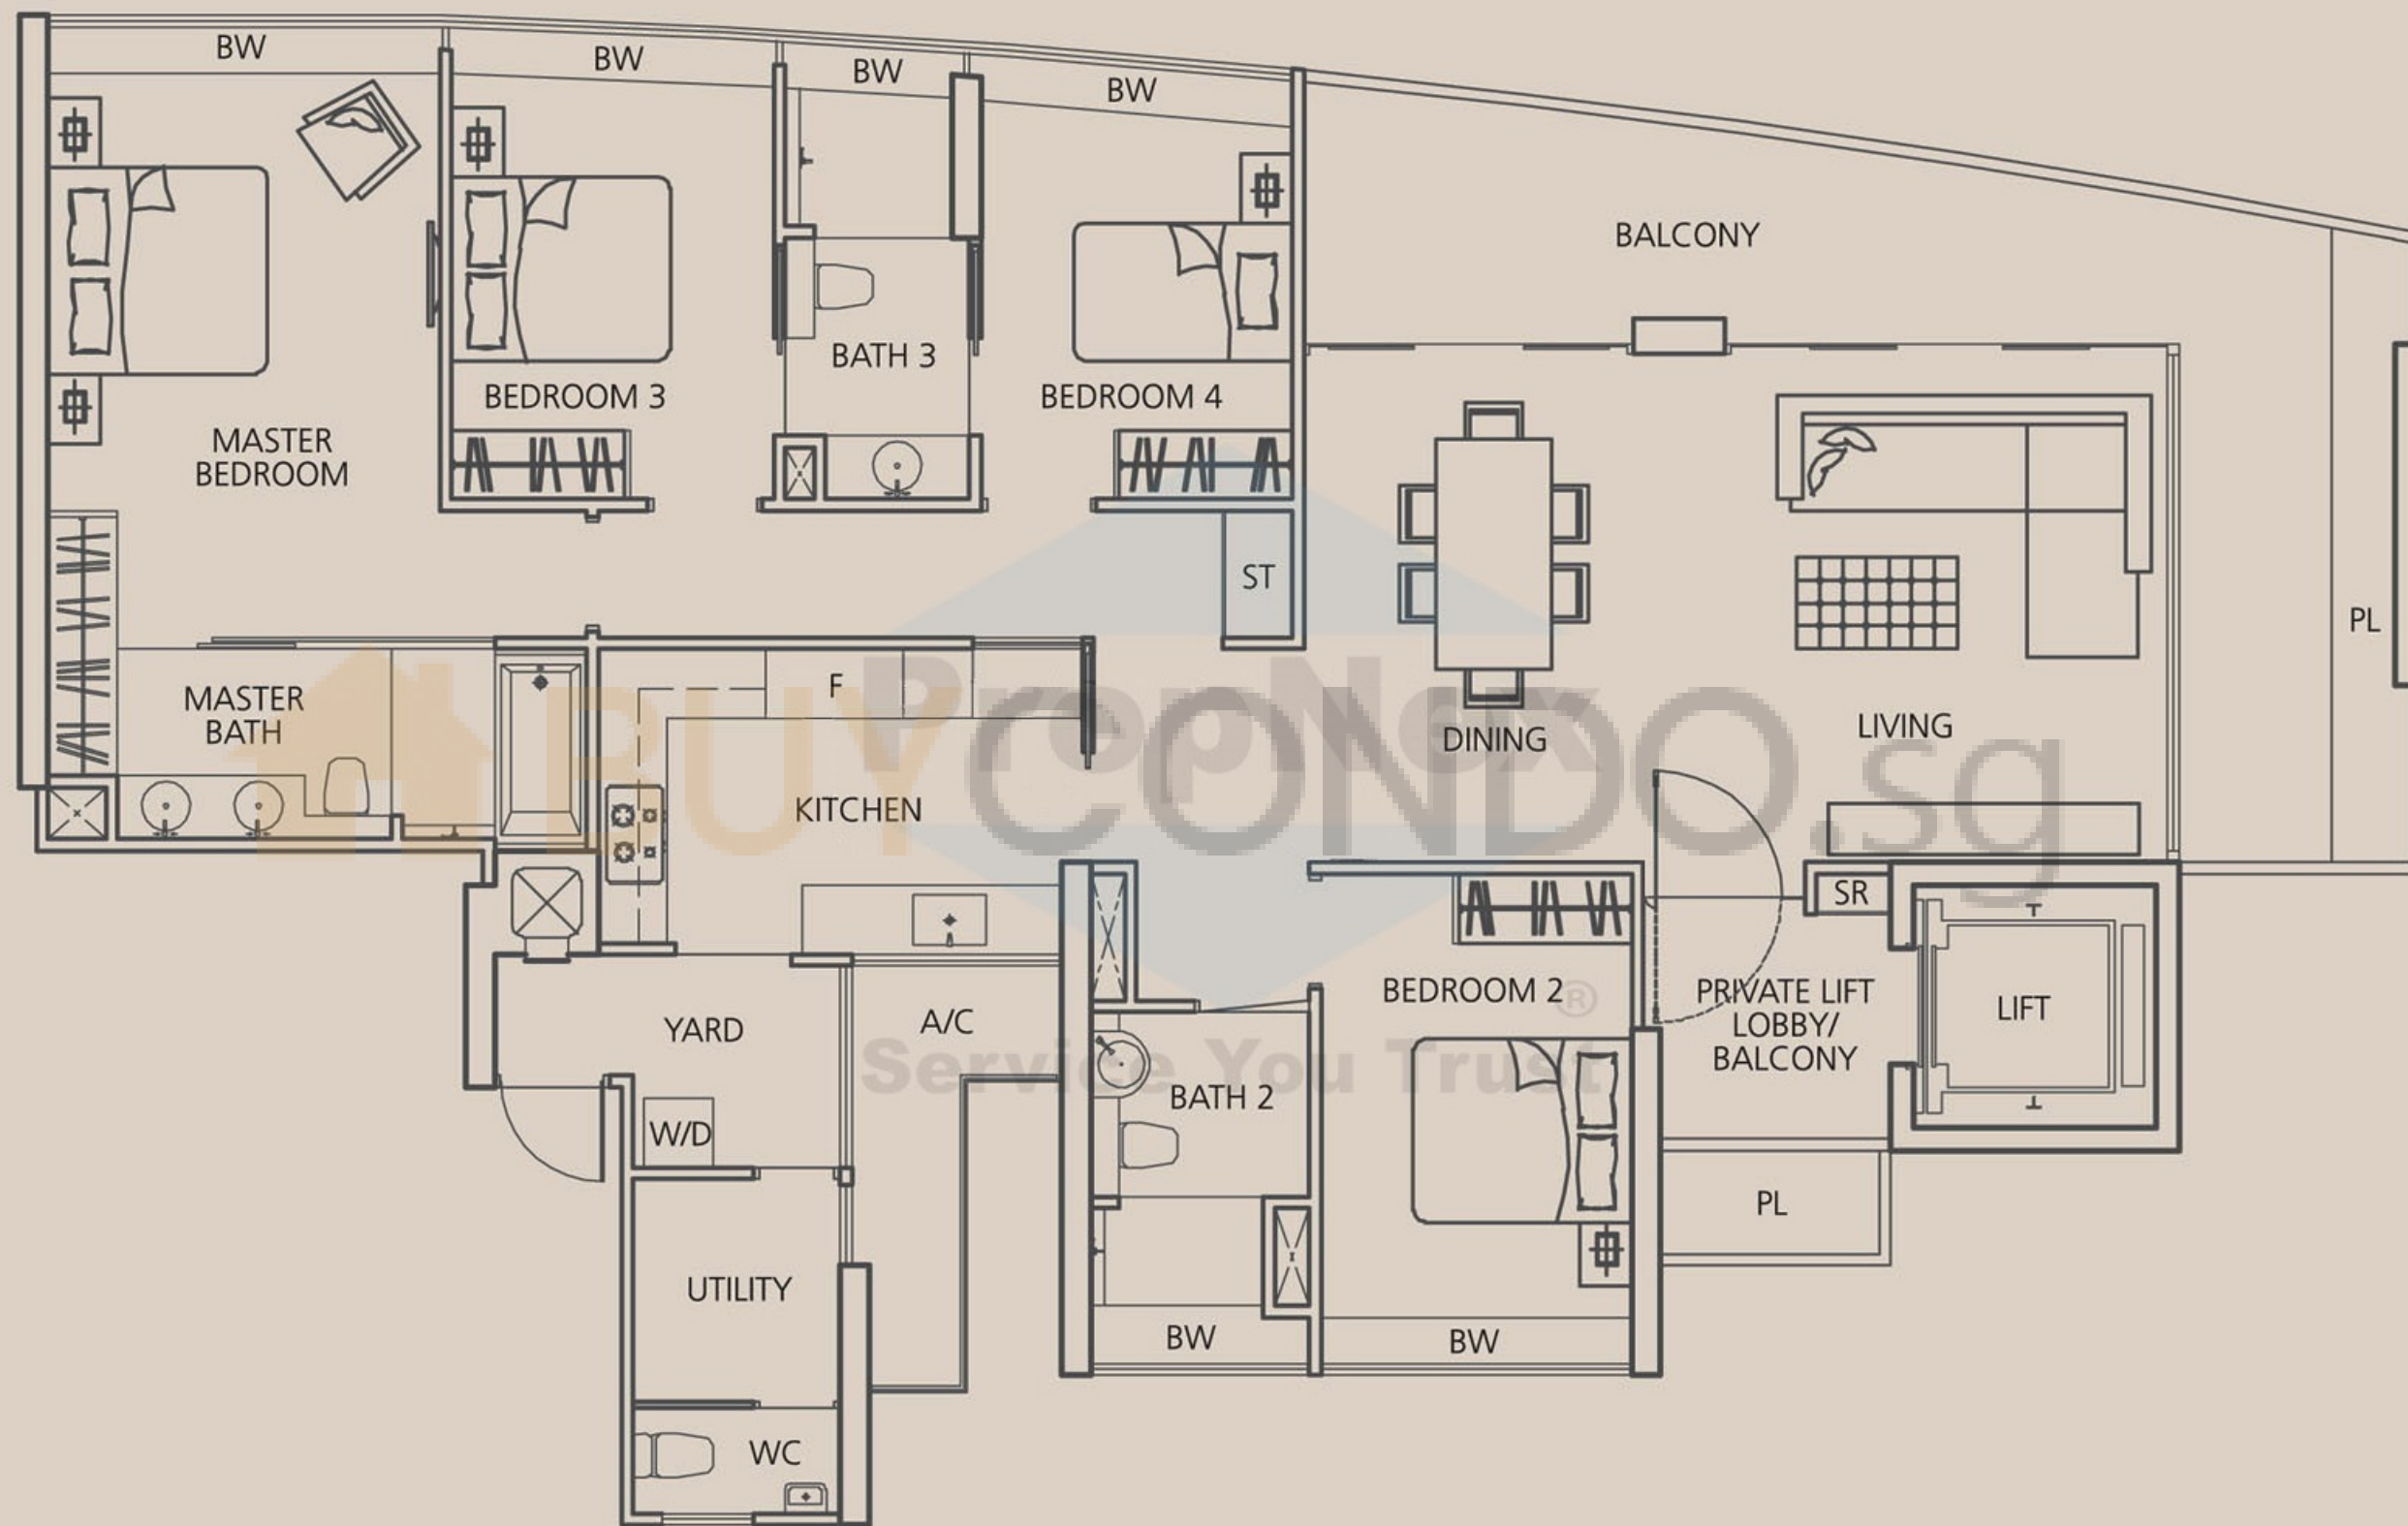 BW
BW
BW
BW
BALCONY
BATH 3
BEDROOM 3
BEDROOM 4
MASTER
BEDROOM
ST
PL
F
MASTER
BATH
PropNex
BUYCONDO.sg
DINING
LIVING
KITCHEN
SR
BEDROOM 2
®
PRIVATE LIFT
LOBBY/
BALCONY
LIFT
YARD
A/C
Service You Trust
BATH 2
W/D
PL
UTILITY
BW
BW
WC